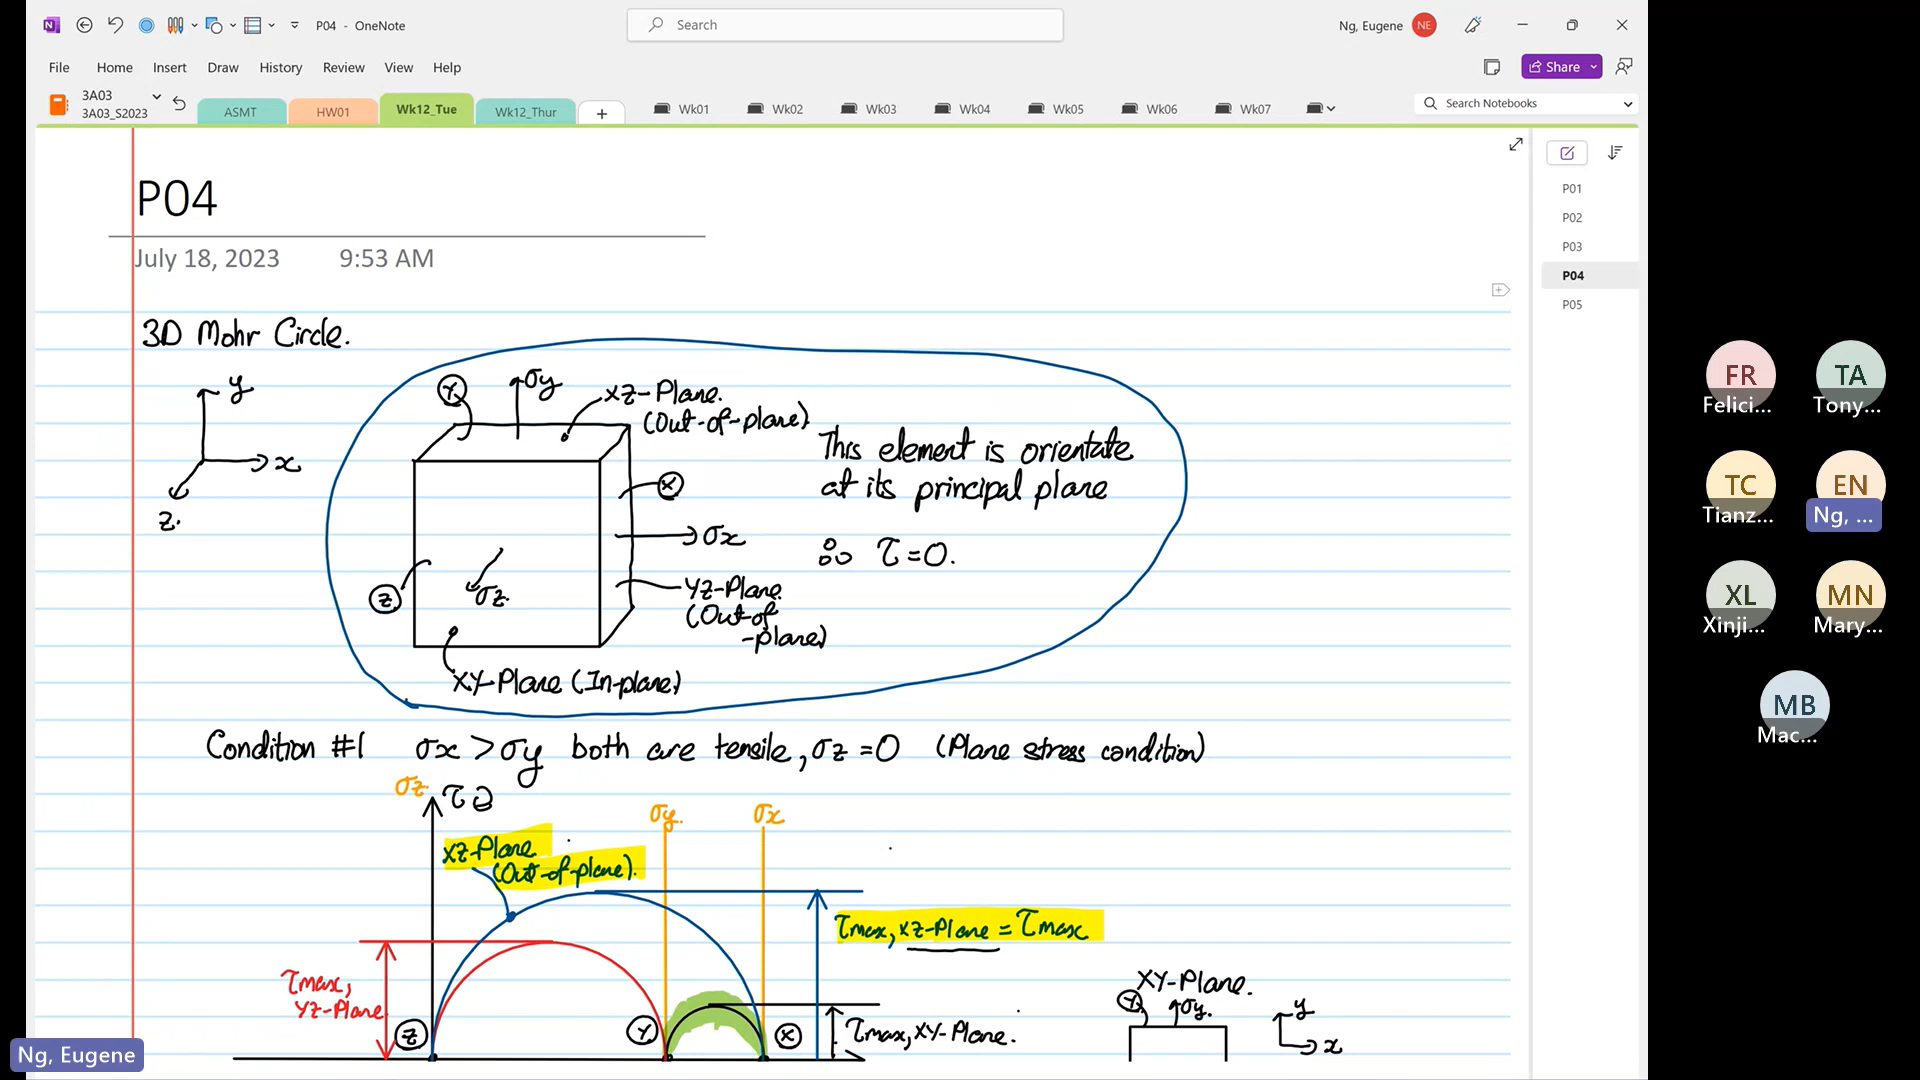 P04 - OneNote
Search
Ng, Eugene
NE
File Home Insert Draw History Review View Help
Share
3A03
3A03_S2023
ASMT
HW01
Wk12_Tue
Wk12_Thur
+
Wk01
Wk02
Wk03
Wk04
Wk05
Wk06
Wk07
Search Notebooks
P04
July 18, 2023 9:53 AM
P01
P02
P03
P04
P05
3D Mohr Circle.
y
x
z.
Y
σy
XZ-Plane.
(Out-of-plane)
X
σx
Z
σz.
YZ-Plane
(Out-of
-plane)
XY-Plane (In-plane)
This element is orientate
at its principal plane
∴ τ=0.
Condition #1 σx > σy both are tensile, σz = 0 (Plane stress condition)
σz
τ
σy.
σx
XZ-Plane
(Out-of-plane).
τmax, XZ-Plane = τmax
τmax,
YZ-Plane
Z
Y
X
τmax, XY-Plane.
XY-Plane.
Y
σy.
y
x
FR
Felici...
TA
Tony...
TC
Tianz...
EN
Ng, ...
XL
Xinji...
MN
Mary...
MB
Mac...
Ng, Eugene